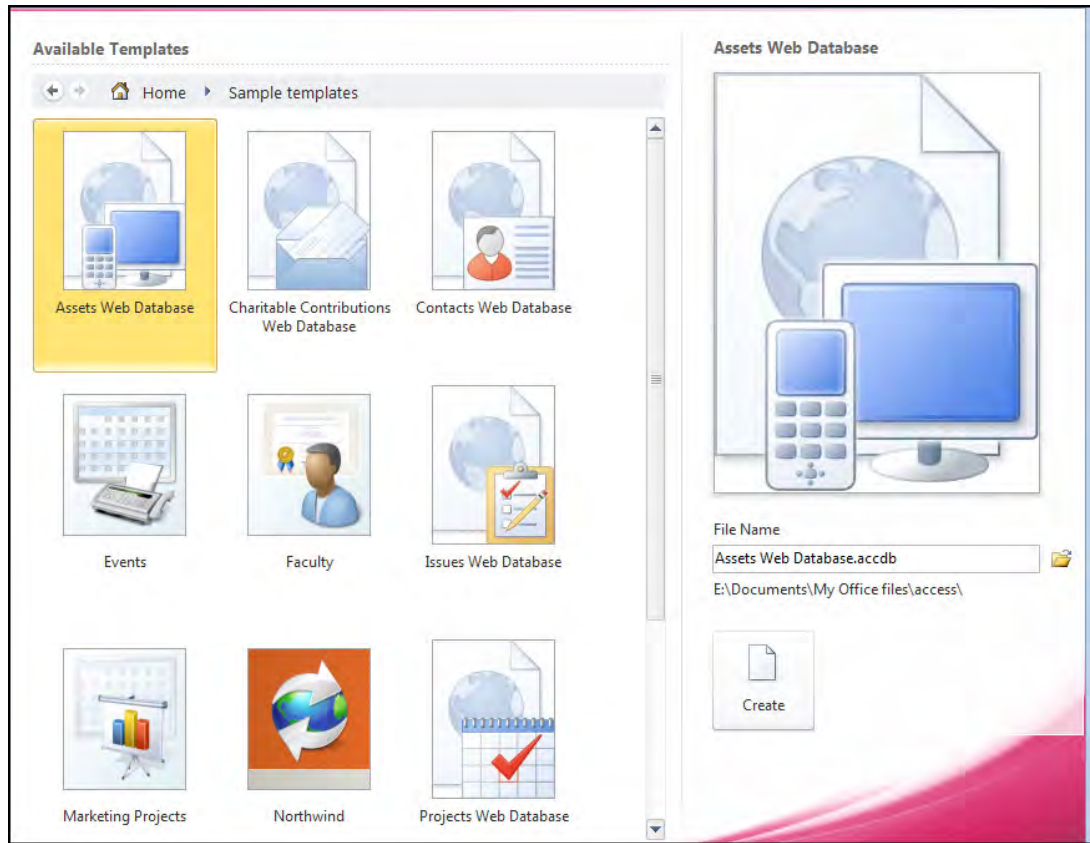 Available Templates
Home
Sample templates
Assets Web Database
Charitable Contributions
Web Database
Contacts Web Database
Events
Faculty
Issues Web Database
Marketing Projects
Northwind
Projects Web Database
Assets Web Database
File Name
Assets Web Database.accdb
E:\Documents\My Office files\access\
Create